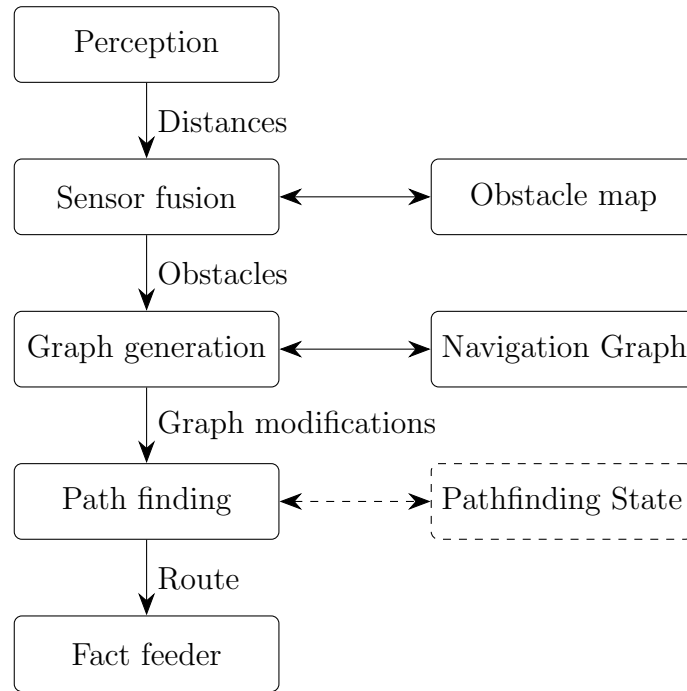 Perception
Distances
Sensor fusion
Obstacle map
Obstacles
Graph generation
Navigation Graph
Graph modifications
Path finding
Pathfinding State
Route
Fact feeder